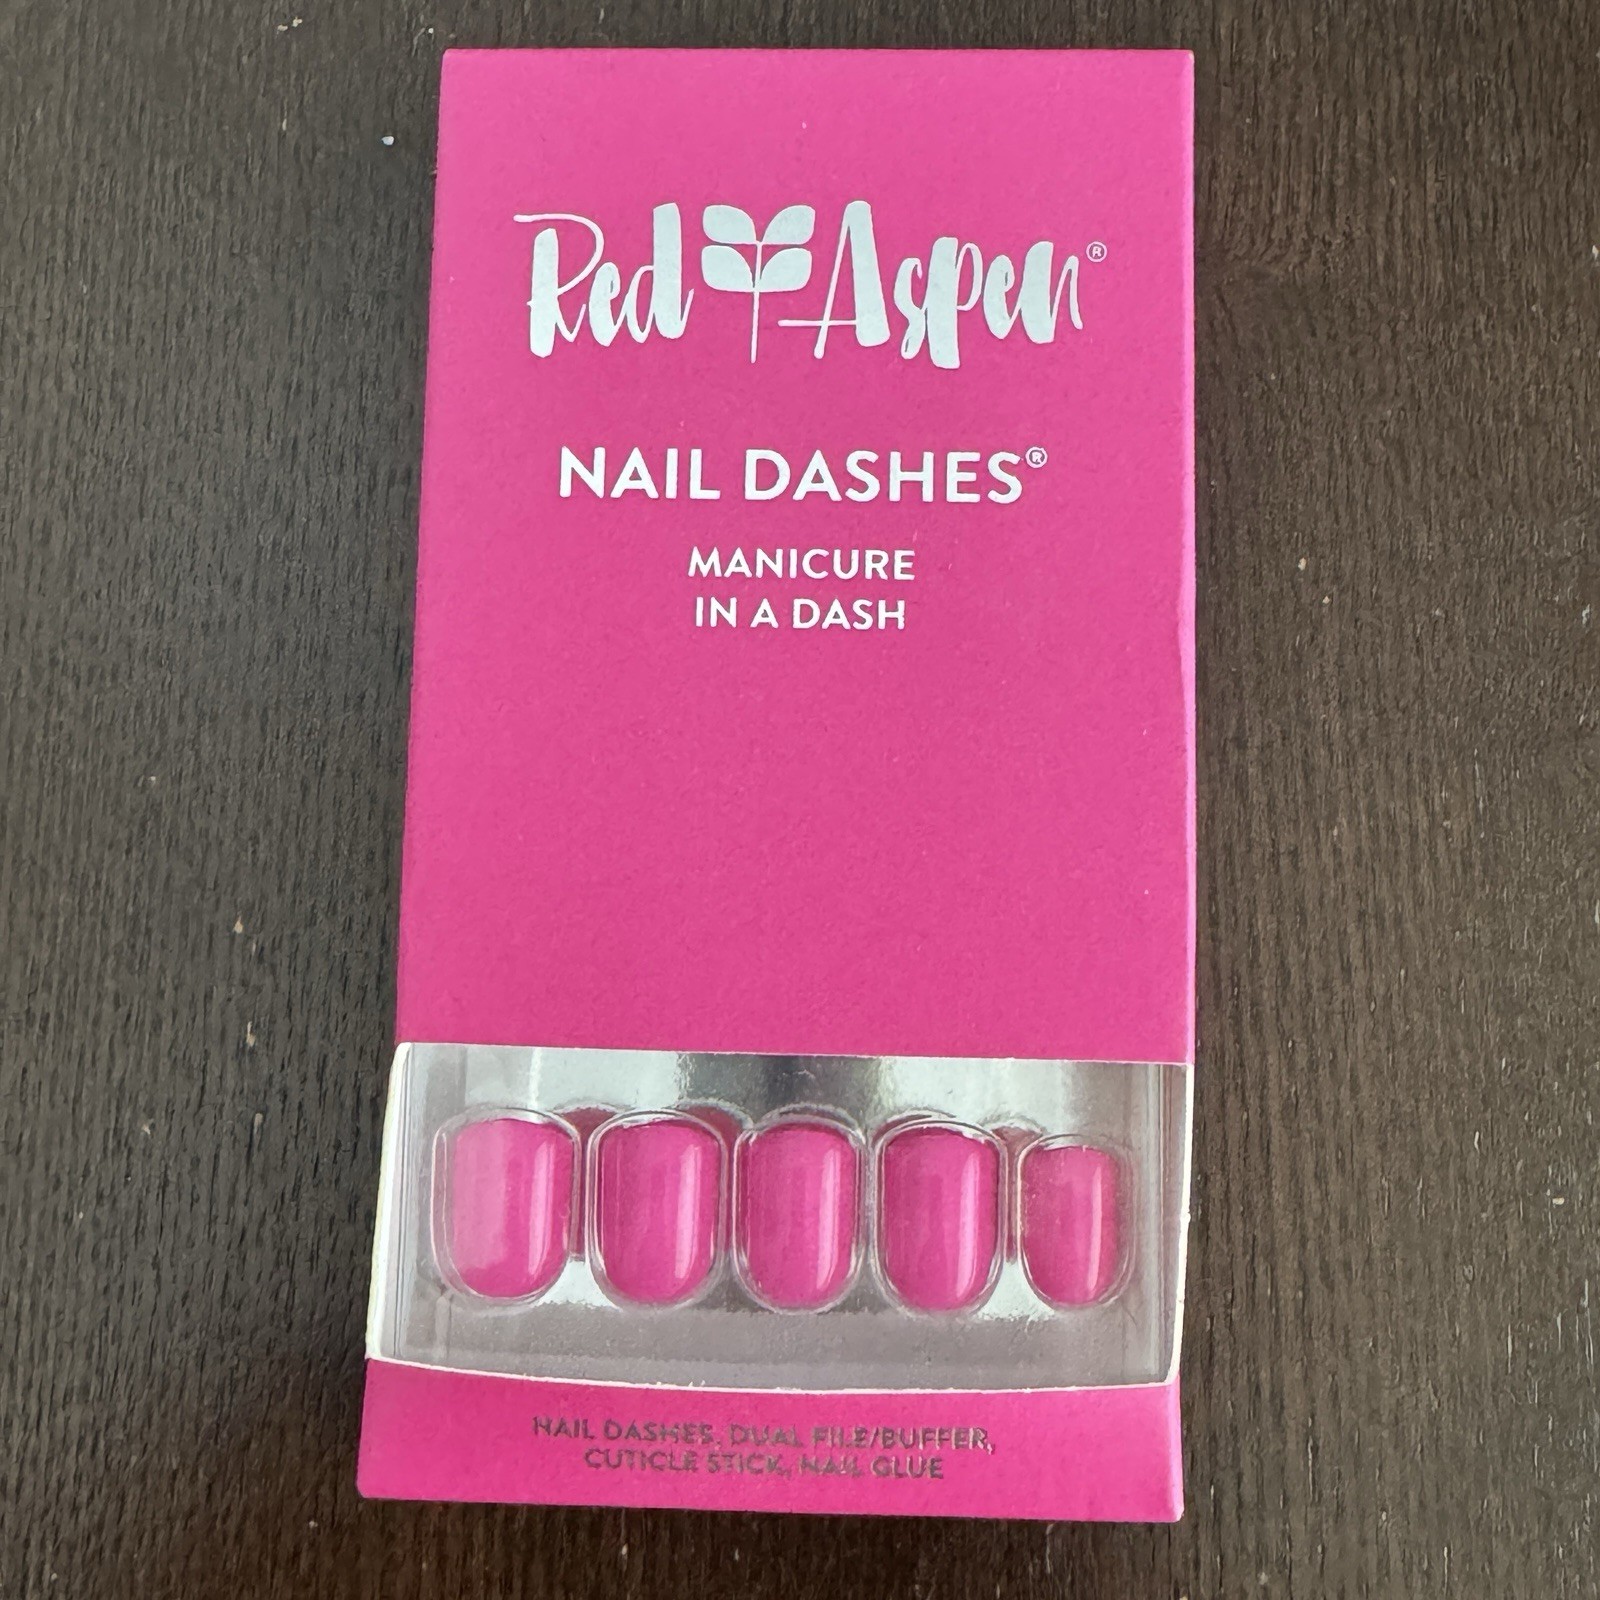 Red Aspen®
NAIL DASHES®
MANICURE
IN A DASH
NAIL DASHES, DUAL FILE/BUFFER,
CUTICLE STICK, NAIL GLUE